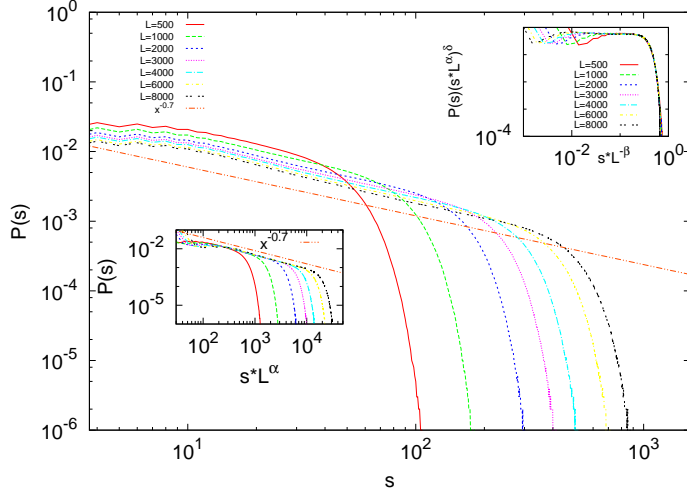 10^0
10^-1
10^-2
10^-3
10^-4
10^-5
10^-6
P(s)
10^1
10^2
10^3
s
L=500
L=1000
L=2000
L=3000
L=4000
L=6000
L=8000
x^-0.7
P(s)(s*L^α)^δ
10^-4
L=500
L=1000
L=2000
L=3000
L=4000
L=6000
L=8000
10^-2
10^0
s*L^-β
x^-0.7
P(s)
10^-2
10^-5
10^2
10^3
10^4
s*L^α